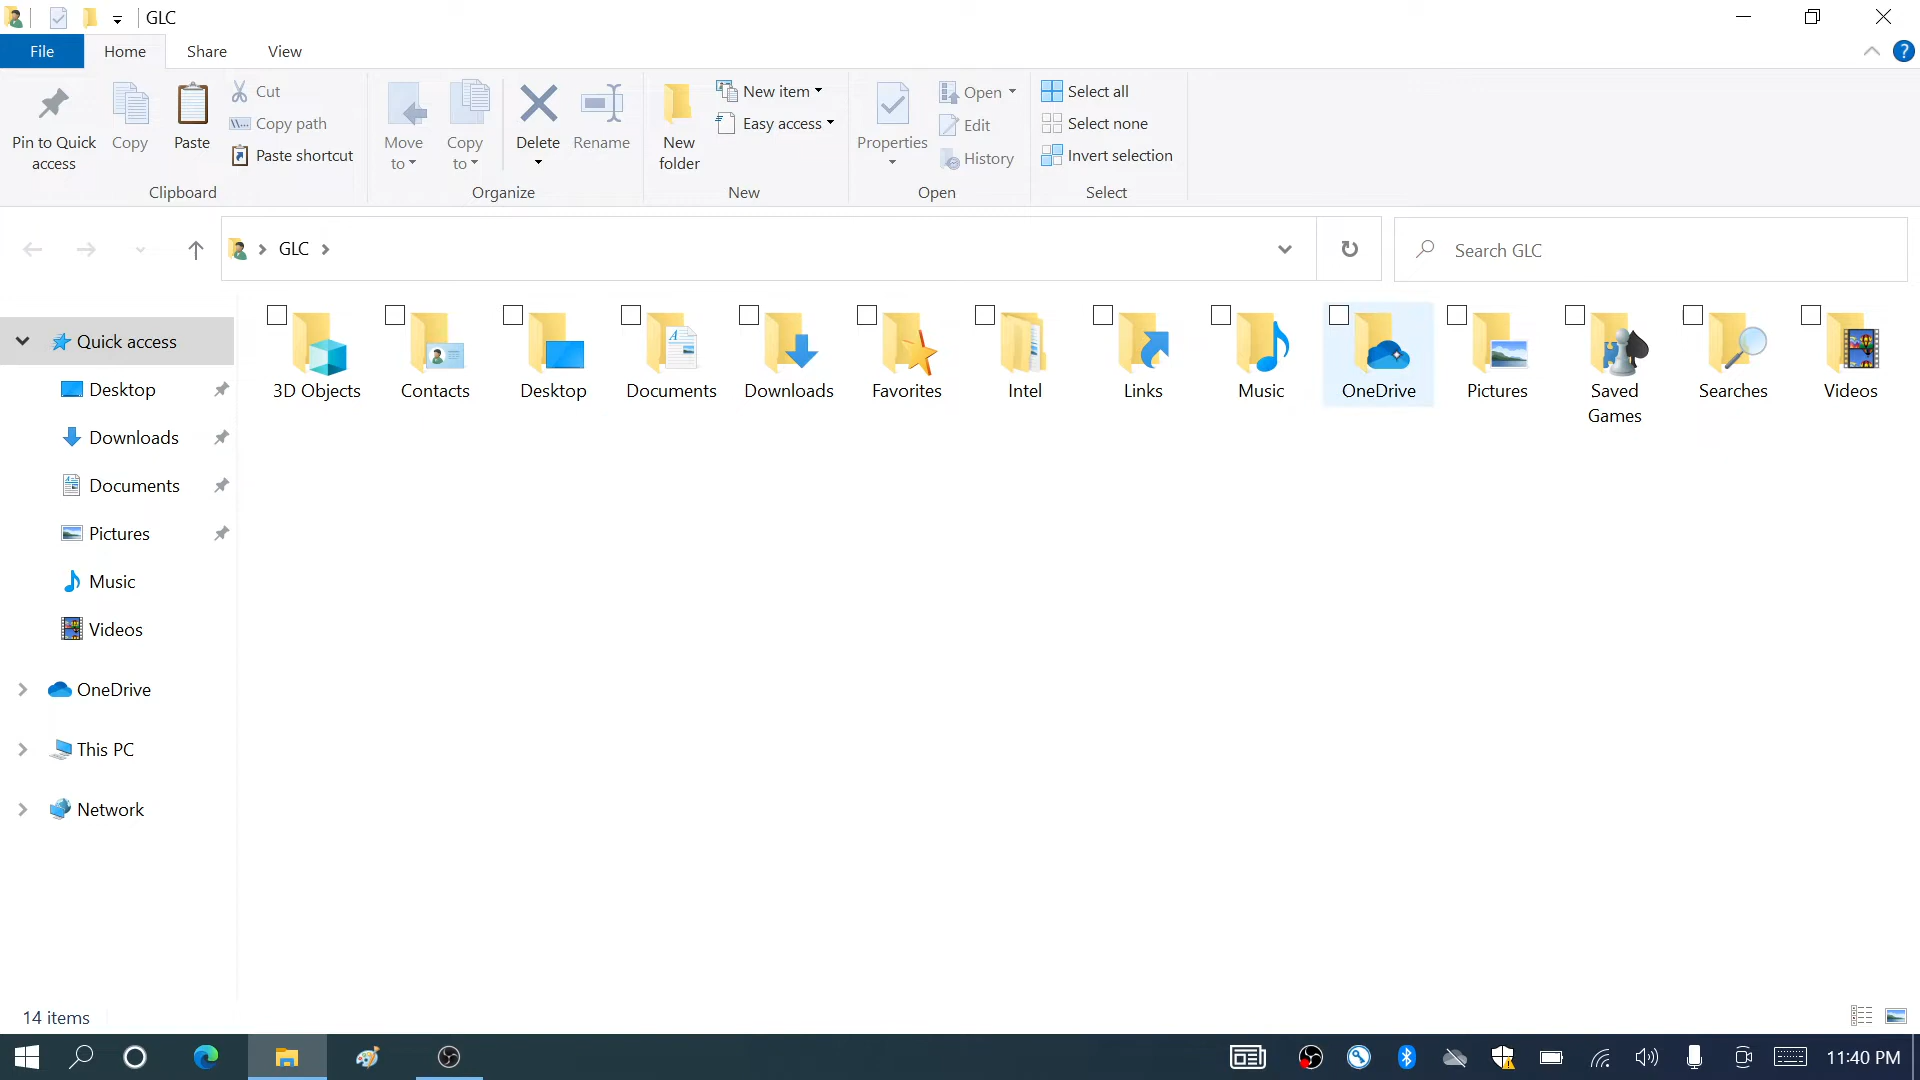 GLC
File Home Share View
Pin to Quick access
Copy
Paste
Cut
Copy path
Paste shortcut
Clipboard
Move to
Copy to
Delete
Rename
Organize
New folder
New item
Easy access
New
Properties
Open
Edit
History
Open
Select all
Select none
Invert selection
Select
GLC
Search GLC
Quick access
Desktop
Downloads
Documents
Pictures
Music
Videos
OneDrive
This PC
Network
3D Objects
Contacts
Desktop
Documents
Downloads
Favorites
Intel
Links
Music
OneDrive
Pictures
Saved
Games
Searches
Videos
14 items
11:40 PM